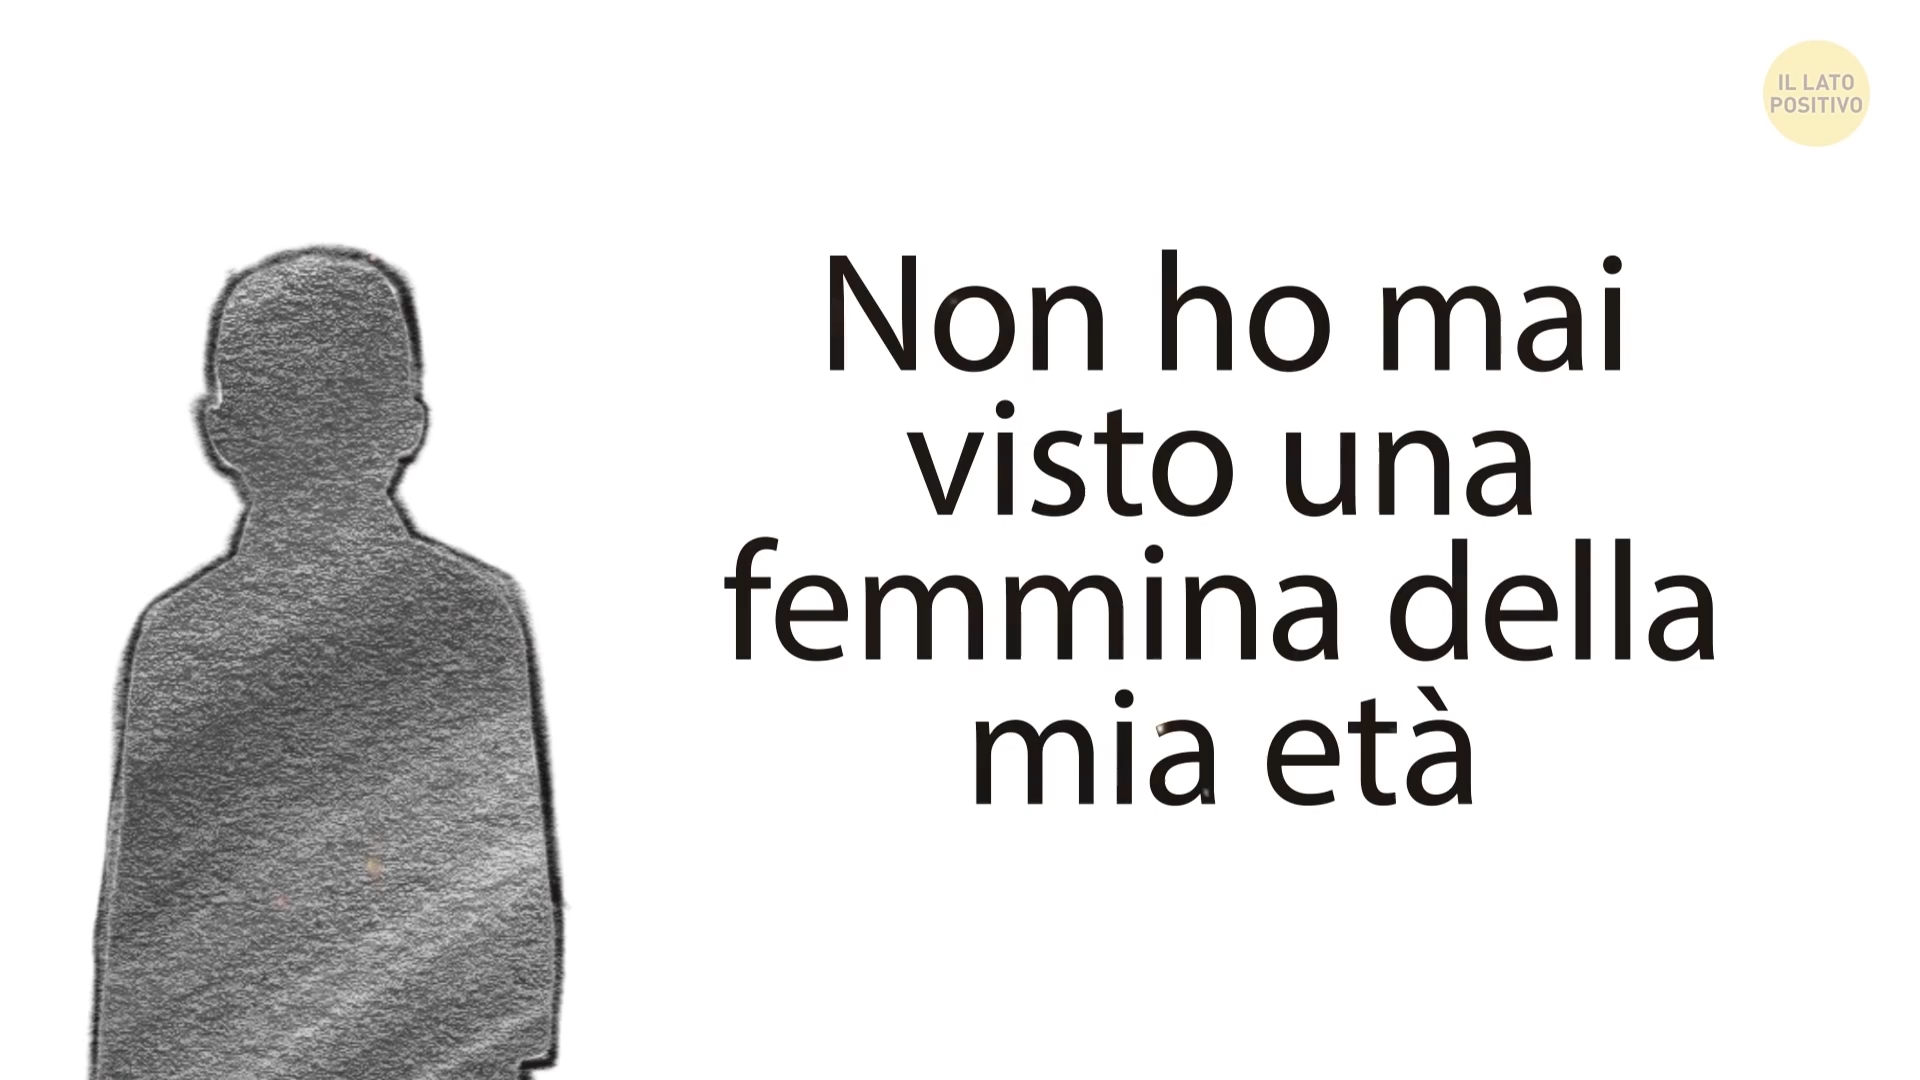 IL LATO
POSITIVO
Non ho mai
visto una
femmina della
mia età